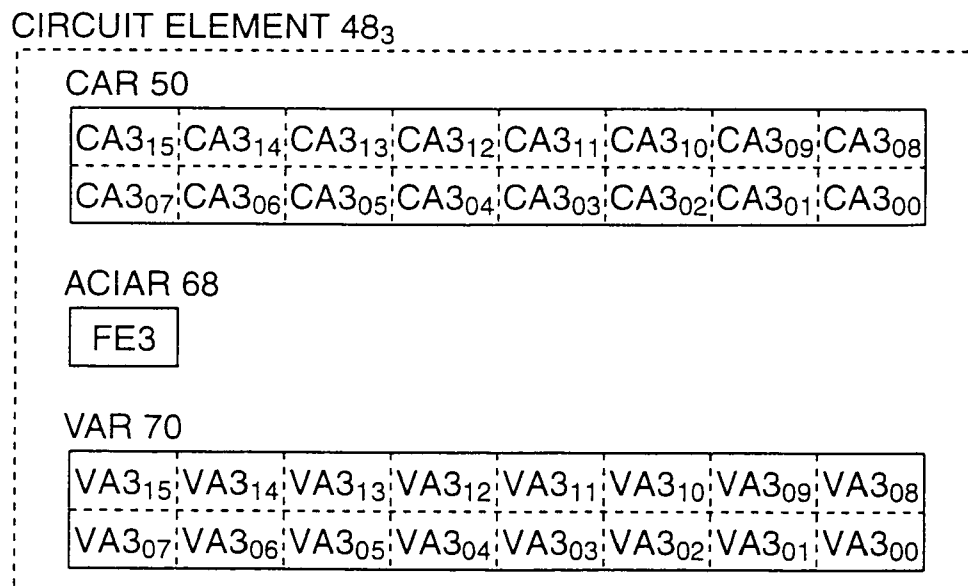 CIRCUIT ELEMENT 48₃
CAR 50
CA3₁₅ CA3₁₄ CA3₁₃ CA3₁₂ CA3₁₁ CA3₁₀ CA3₀₉ CA3₀₈
CA3₀₇ CA3₀₆ CA3₀₅ CA3₀₄ CA3₀₃ CA3₀₂ CA3₀₁ CA3₀₀
ACIAR 68
FE3
VAR 70
VA3₁₅ VA3₁₄ VA3₁₃ VA3₁₂ VA3₁₁ VA3₁₀ VA3₀₉ VA3₀₈
VA3₀₇ VA3₀₆ VA3₀₅ VA3₀₄ VA3₀₃ VA3₀₂ VA3₀₁ VA3₀₀